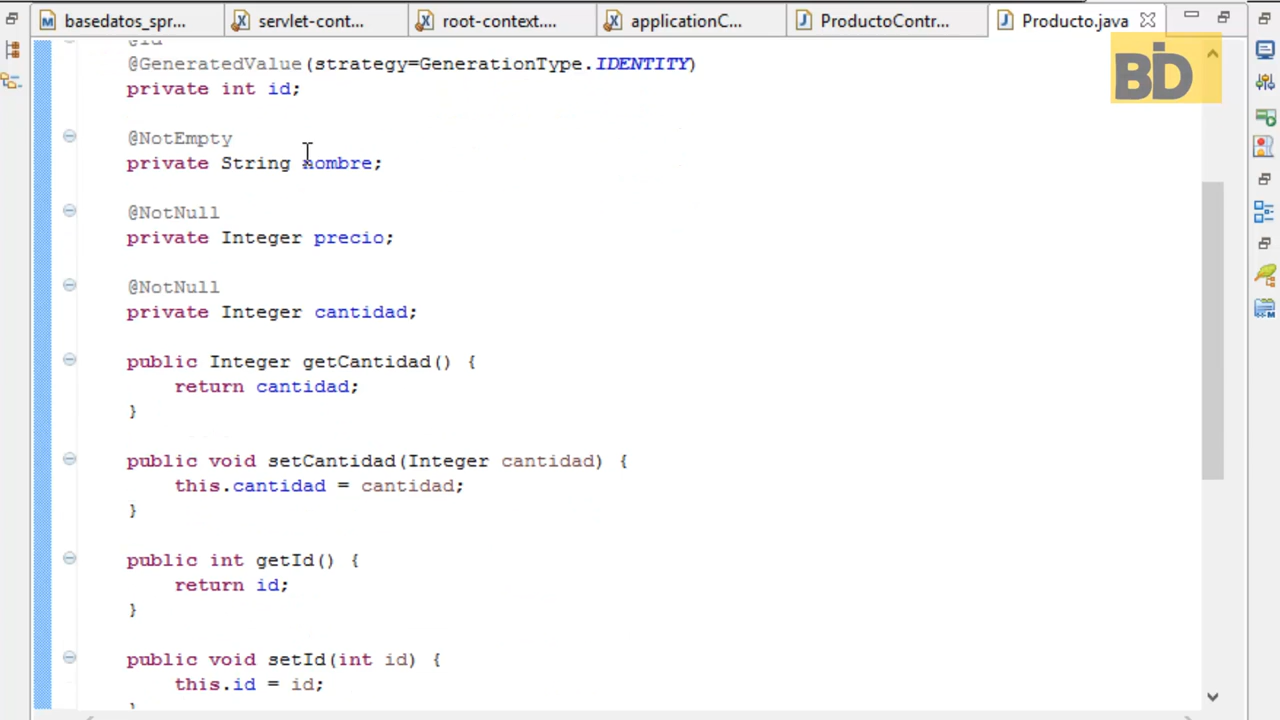 basedatos_spr...
servlet-cont...
root-context....
applicationC...
ProductoContr...
Producto.java
BD
@Id
@GeneratedValue(strategy=GenerationType.IDENTITY)
private int id;
@NotEmpty
private String nombre;
@NotNull
private Integer precio;
@NotNull
private Integer cantidad;
public Integer getCantidad() {
return cantidad;
}
public void setCantidad(Integer cantidad) {
this.cantidad = cantidad;
}
public int getId() {
return id;
}
public void setId(int id) {
this.id = id;
}